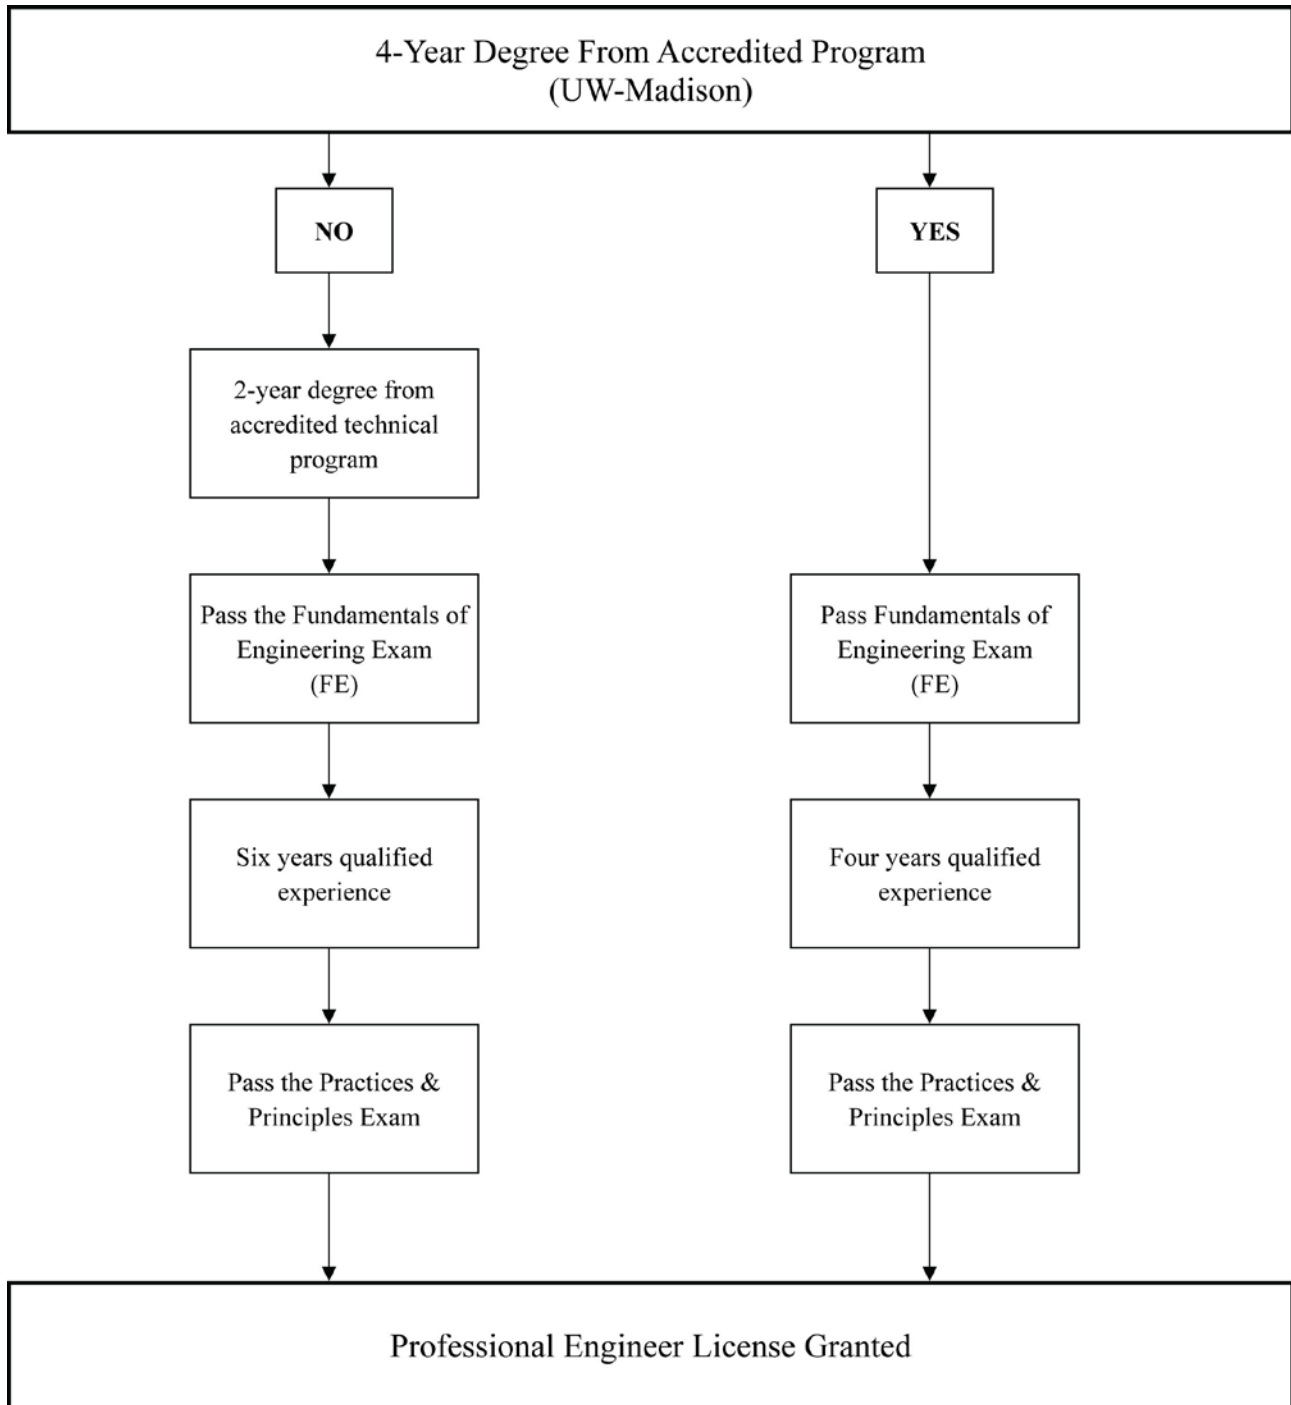 4-Year Degree From Accredited Program
(UW-Madison)
NO
YES
2-year degree from
accredited technical
program
Pass the Fundamentals of
Engineering Exam
(FE)
Pass Fundamentals of
Engineering Exam
(FE)
Six years qualified
experience
Four years qualified
experience
Pass the Practices &
Principles Exam
Pass the Practices &
Principles Exam
Professional Engineer License Granted